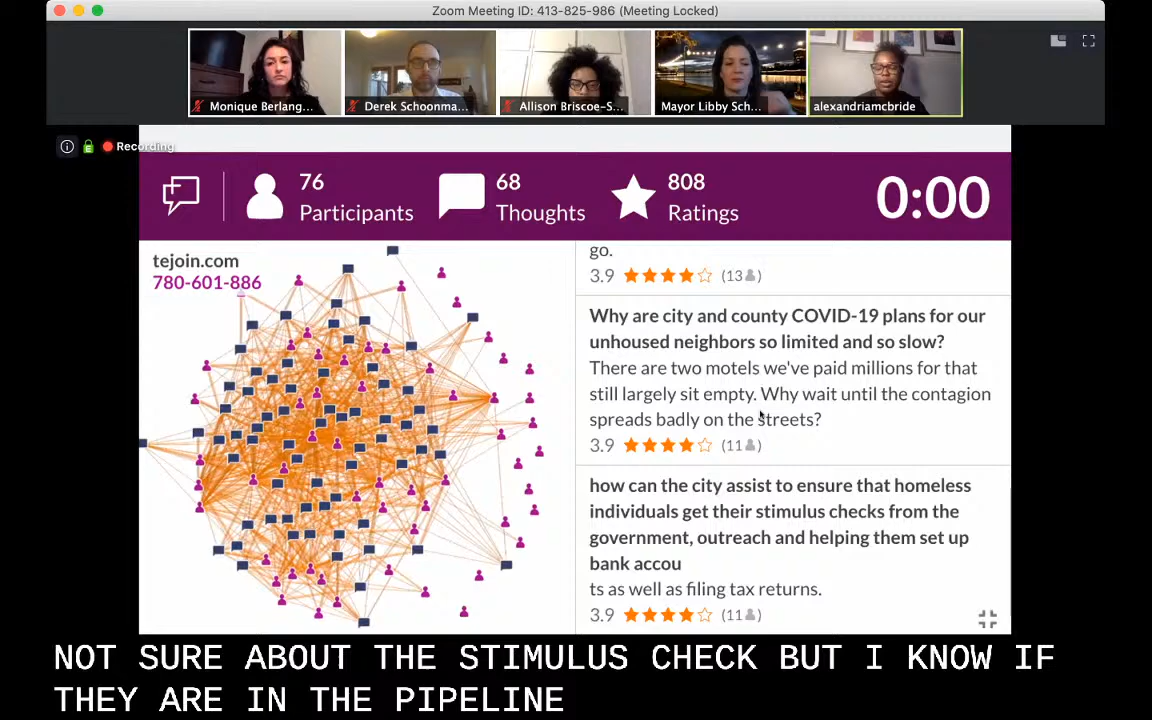 Zoom Meeting ID: 413-825-986 (Meeting Locked)
Monique Berlang...
Derek Schoonma...
Allison Briscoe-S...
Mayor Libby Sch...
alexandriamcbride
Recording
76
Participants
68
Thoughts
808
Ratings
0:00
tejoin.com
780-601-886
go.
3.9 (13)
Why are city and county COVID-19 plans for our
unhoused neighbors so limited and so slow?
There are two motels we've paid millions for that
still largely sit empty. Why wait until the contagion
spreads badly on the streets?
3.9 (11)
how can the city assist to ensure that homeless
individuals get their stimulus checks from the
government, outreach and helping them set up
bank accou
ts as well as filing tax returns.
3.9 (11)
NOT SURE ABOUT THE STIMULUS CHECK BUT I KNOW IF
THEY ARE IN THE PIPELINE